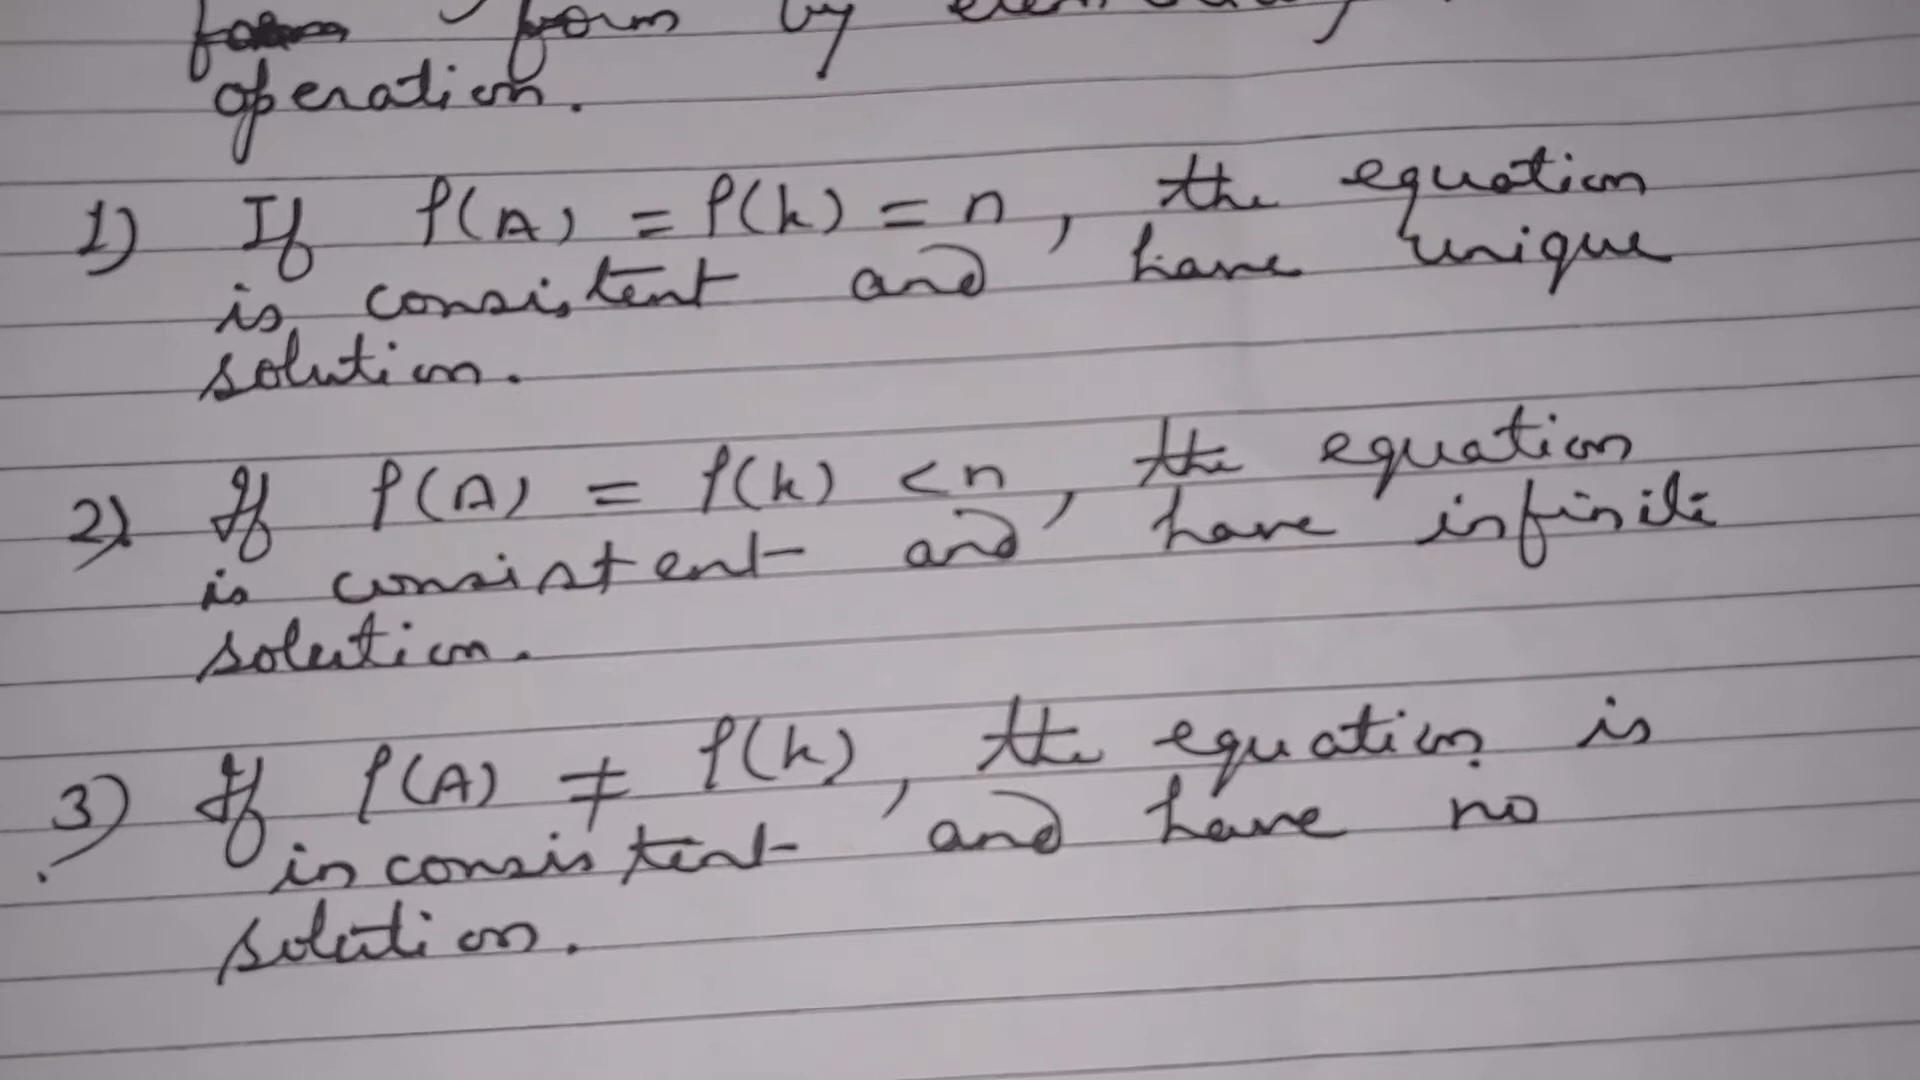 form by
operation.
1) If ρ(A) = ρ(k) = n, the equation
is consistent and have unique
solution.
2) If ρ(A) = ρ(k) < n, the equation
is consistent and have infinite
solution.
3) If ρ(A) ≠ ρ(k), the equation is
inconsistent and have no
solution.